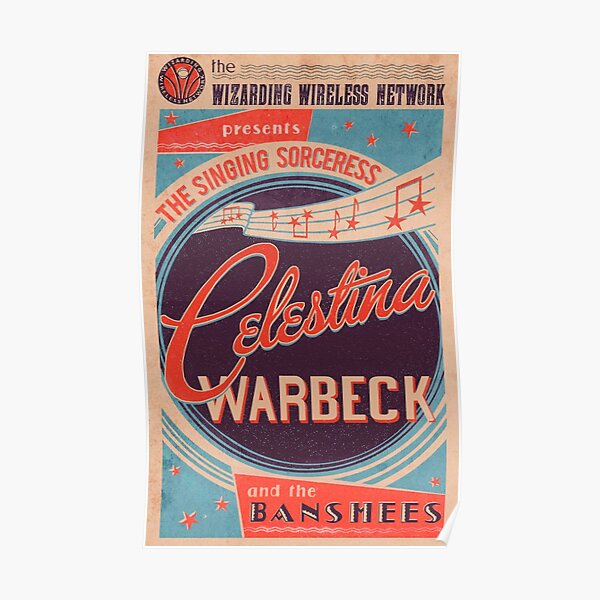 the
WIZARDING WIRELESS NETWORK
presents
THE SINGING SORCERESS
Celestina
WARBECK
and the
BANSHEES